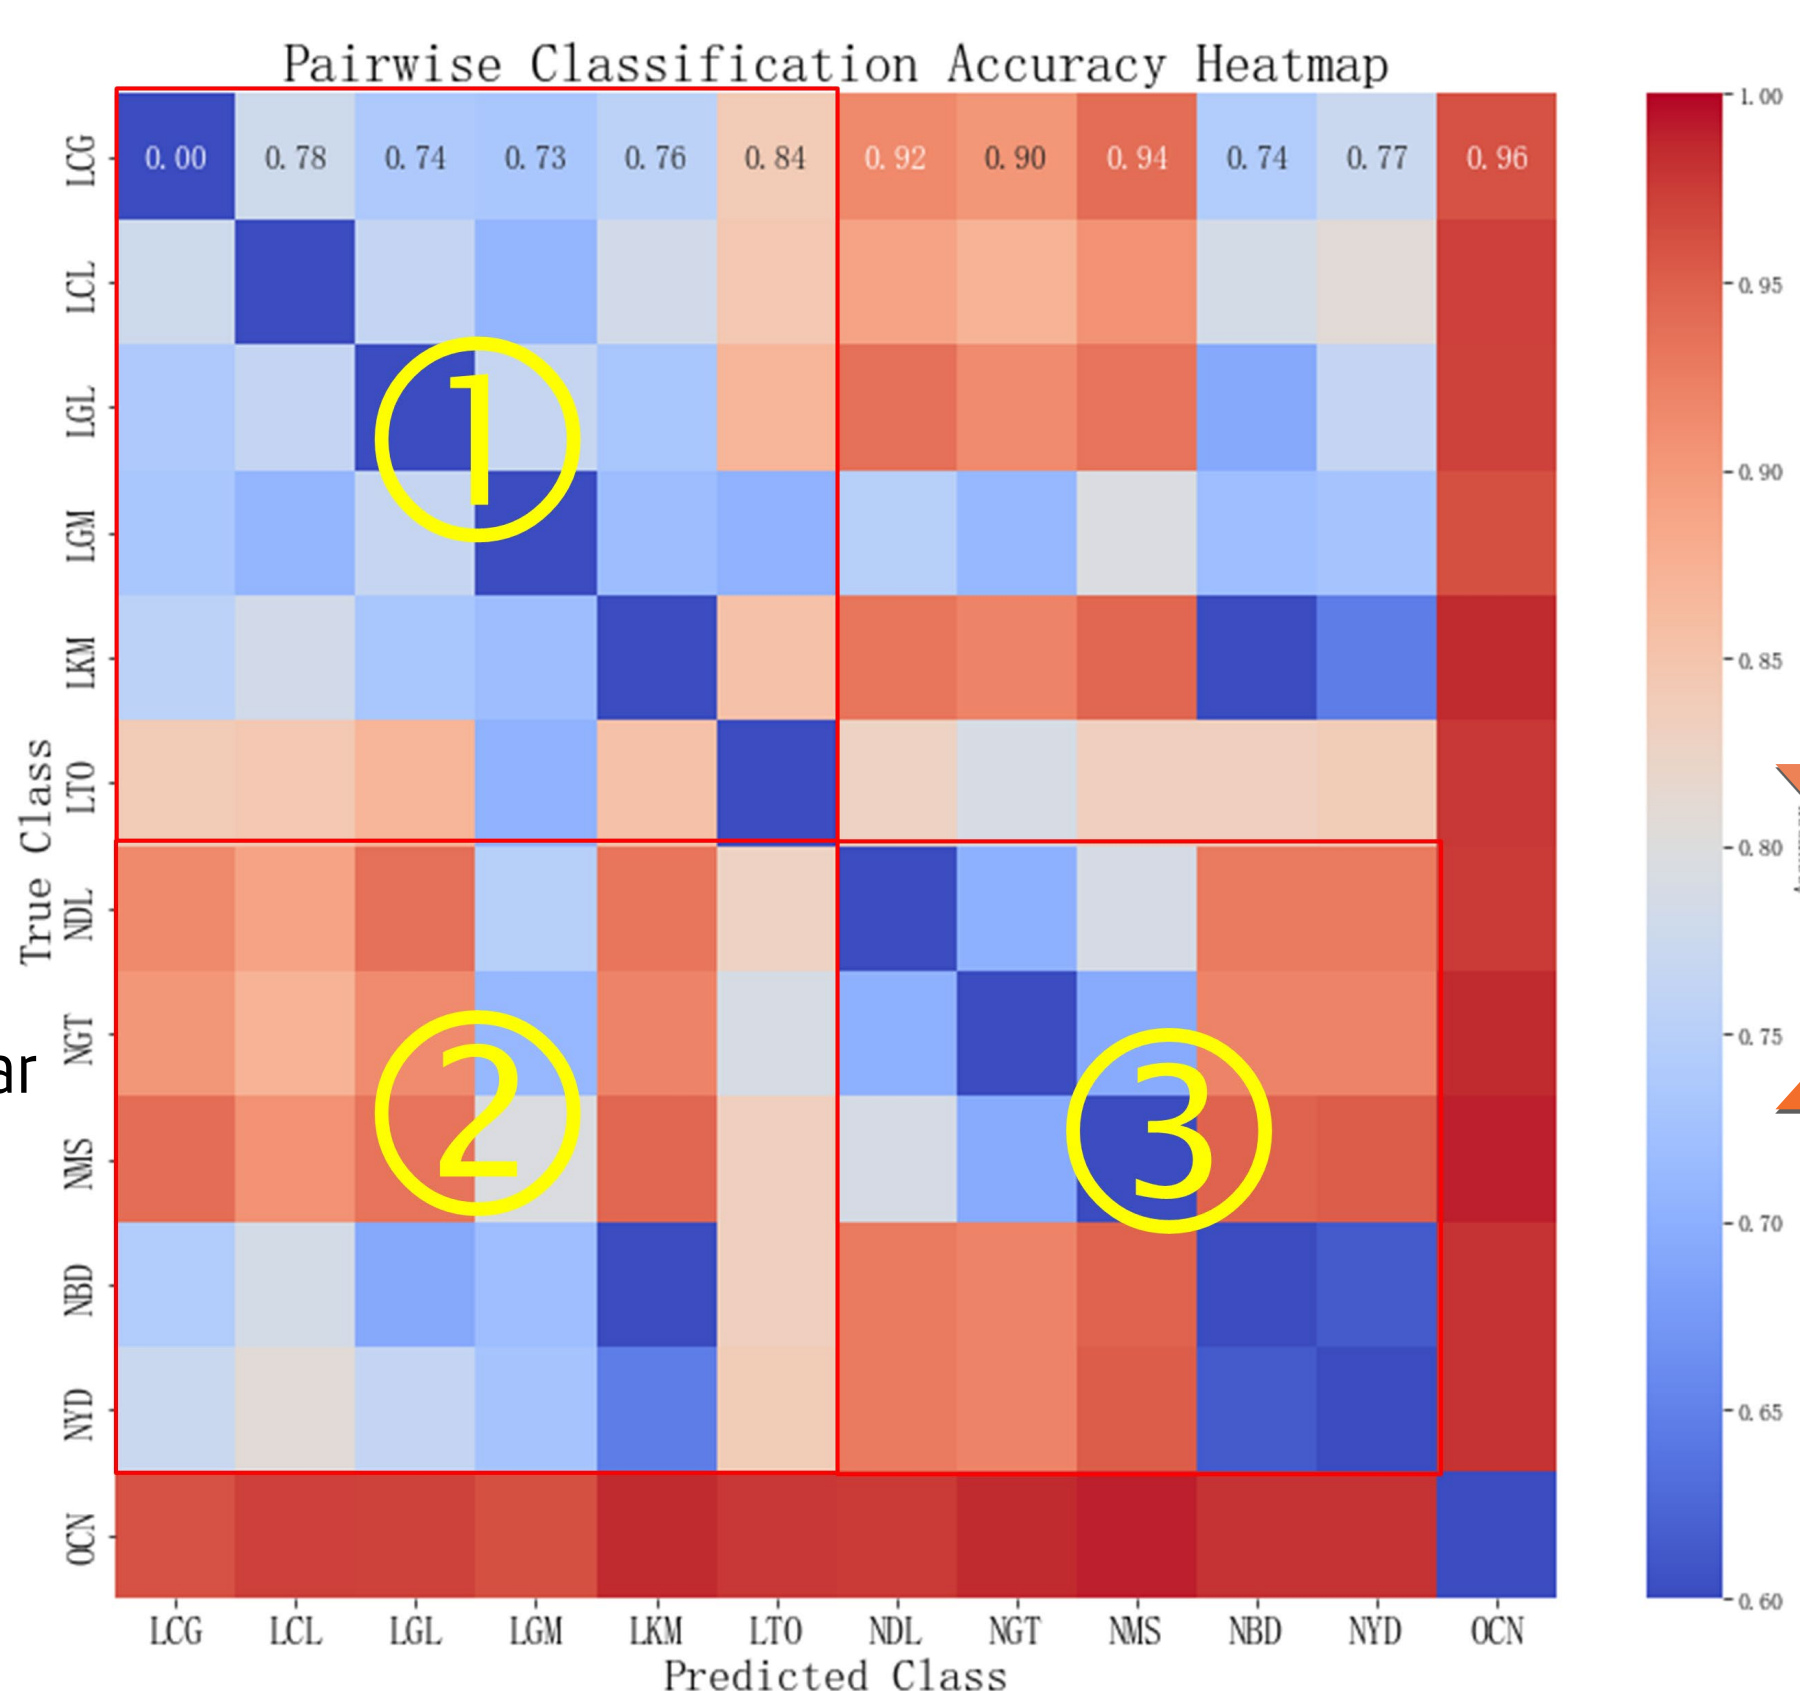 Pairwise Classification Accuracy Heatmap
LCG
0.00 0.78 0.74 0.73 0.76 0.84 0.92 0.90 0.94 0.74 0.77 0.96
LCL
LGL
LGM
LKM
LTO
NDL
NGT
NMS
NBD
NYD
OCN
True Class
①
②
③
ar
LCG LCL LGL LGM LKM LTO NDL NGT NMS NBD NYD OCN
Predicted Class
1.00
0.95
0.90
0.85
0.80
0.75
0.70
0.65
0.60